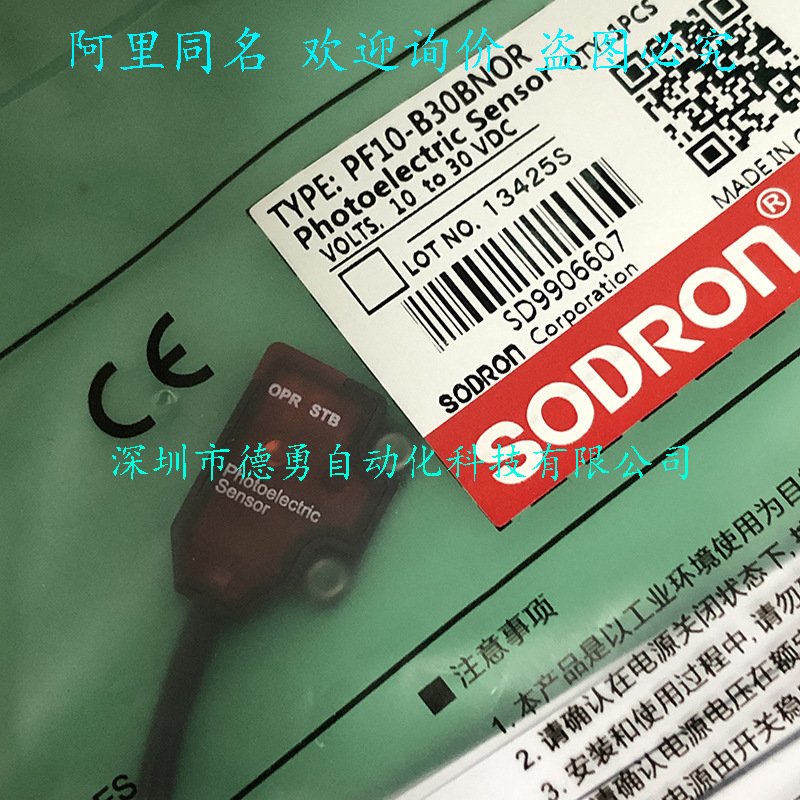 阿里同名 欢迎询价 盗图必究
TYPE: PF10-B30BNOR
Photoelectric Sensor QTY.1PCS
VOLTS. 10 to 30 VDC
LOT NO. 13425S
SD9906607
SODRON Corporation
MADE IN
SODRON®
CE
OPR STB
Photoelectric
Sensor
深圳市德勇自动化科技有限公司
■注意事项
1. 本产品是以工业环境使用为目
2. 请确认在电源关闭状态下,
3. 安装和使用过程中, 请勿
请确认电源电压在额定
电源由开关稳
ES